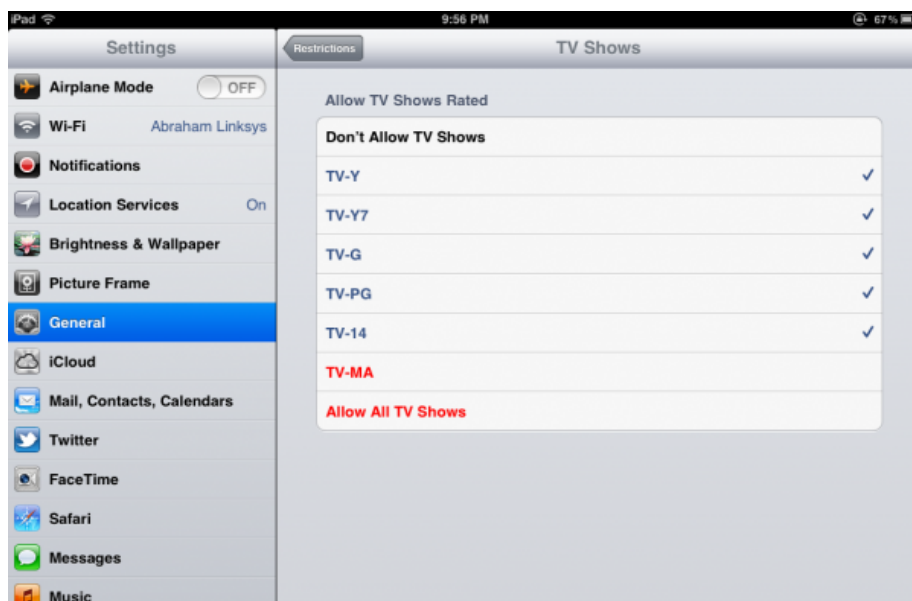 iPad 9:56 PM 67%
Settings
Restrictions TV Shows
Airplane Mode OFF
Wi-Fi Abraham Linksys
Notifications
Location Services On
Brightness & Wallpaper
Picture Frame
General
iCloud
Mail, Contacts, Calendars
Twitter
FaceTime
Safari
Messages
Music
Allow TV Shows Rated
Don't Allow TV Shows
TV-Y
TV-Y7
TV-G
TV-PG
TV-14
TV-MA
Allow All TV Shows